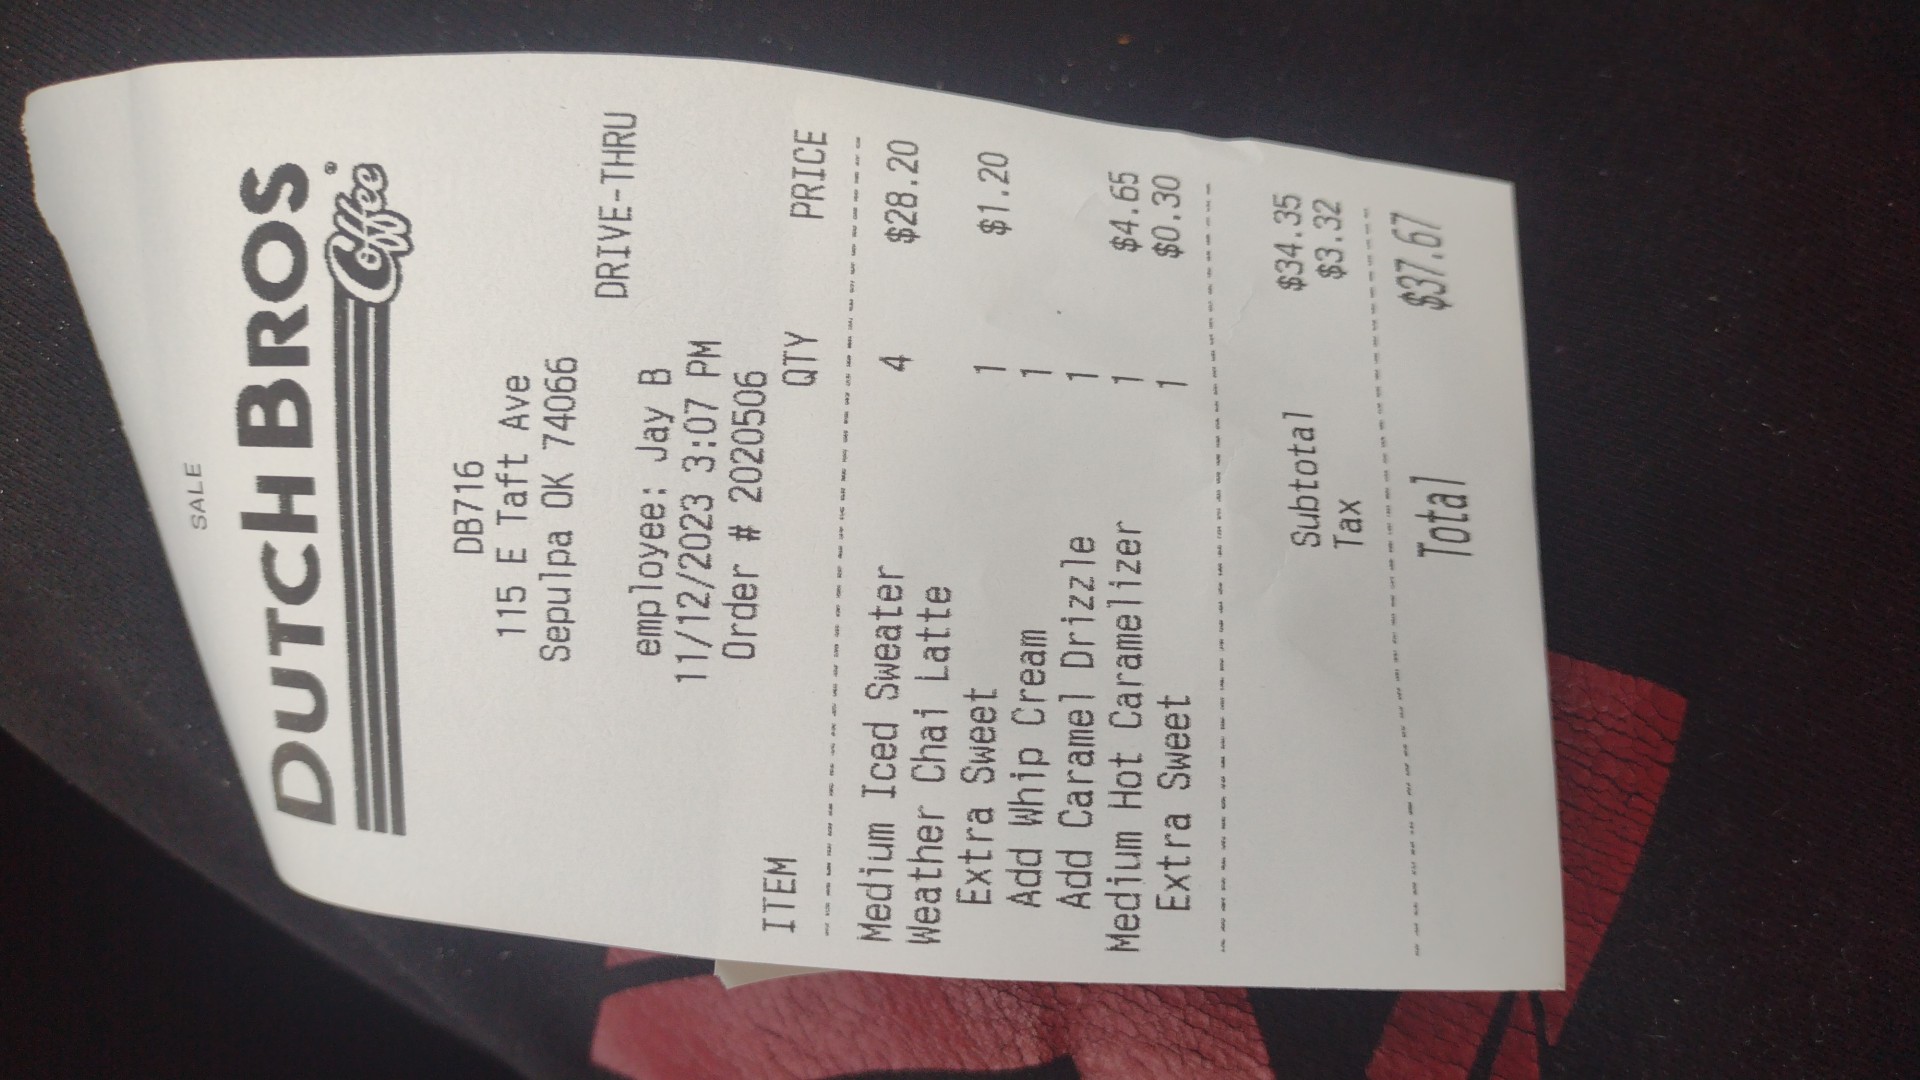 SALE
DUTCH BROS
Coffee®
DB716
115 E Taft Ave
Sepulpa OK 74066
DRIVE-THRU
employee: Jay B
11/12/2023 3:07 PM
Order # 2020506
ITEM QTY PRICE
Medium Iced Sweater 4 $28.20
Weather Chai Latte
Extra Sweet 1 $1.20
Add Whip Cream 1
Add Caramel Drizzle 1
Medium Hot Caramelizer 1 $4.65
Extra Sweet 1 $0.30
Subtotal $34.35
Tax $3.32
Total $37.67